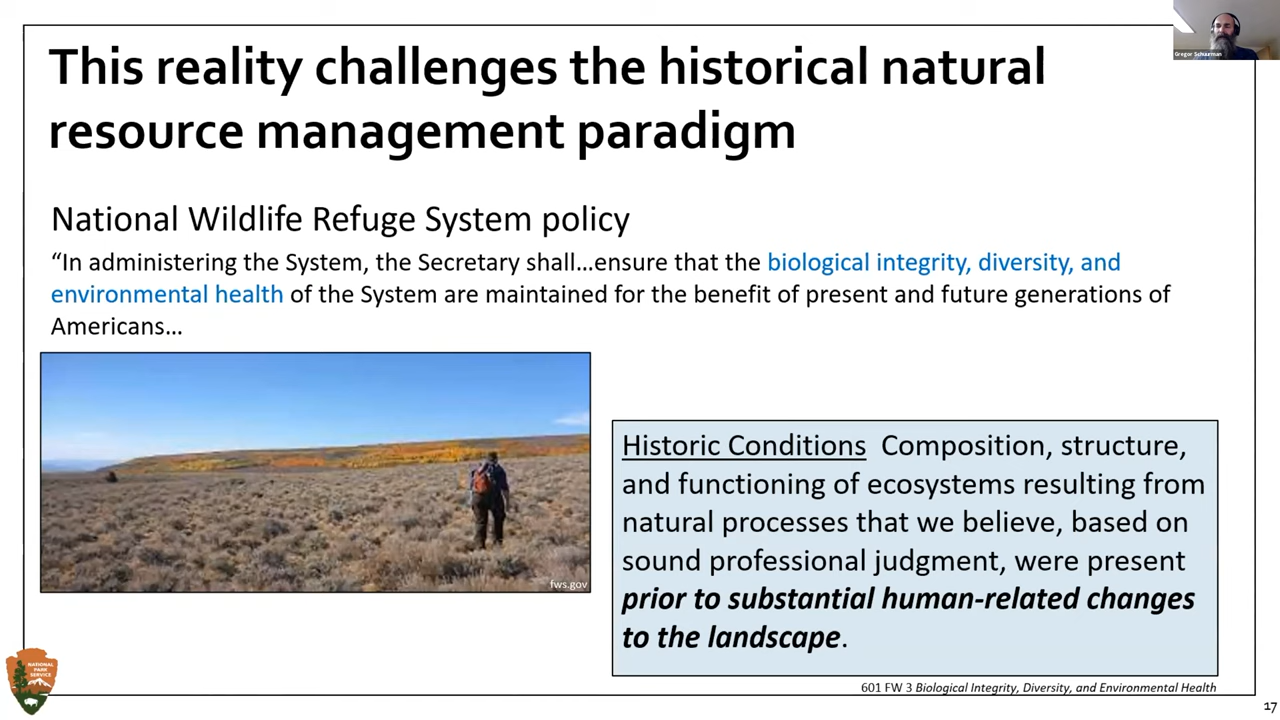 Gregor Schuurman
This reality challenges the historical natural
resource management paradigm
National Wildlife Refuge System policy
“In administering the System, the Secretary shall…ensure that the biological integrity, diversity, and
environmental health of the System are maintained for the benefit of present and future generations of
Americans…
fws.gov
Historic Conditions Composition, structure,
and functioning of ecosystems resulting from
natural processes that we believe, based on
sound professional judgment, were present
prior to substantial human-related changes
to the landscape.
NATIONAL
PARK
SERVICE
601 FW 3 Biological Integrity, Diversity, and Environmental Health
17